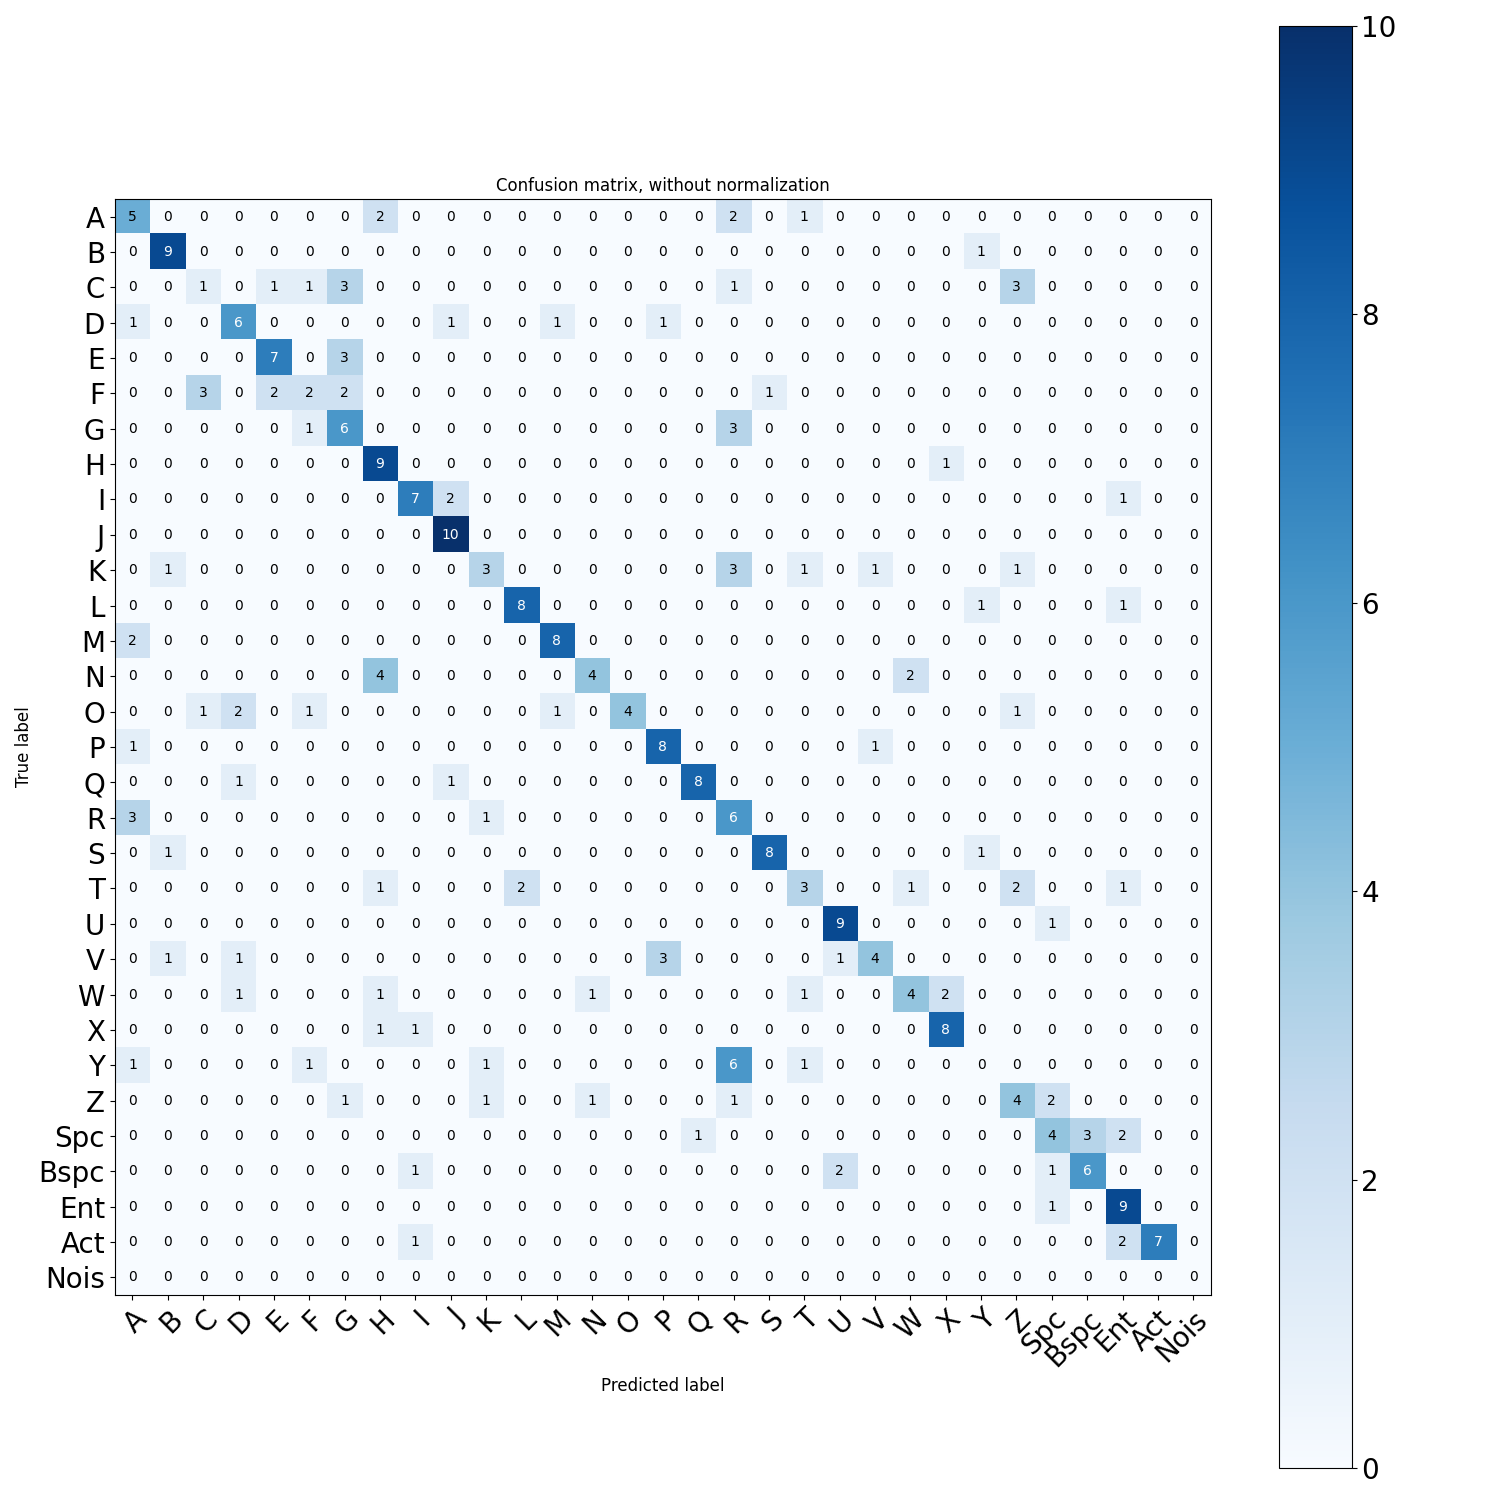 Confusion matrix, without normalization
A 5 0 0 0 0 0 0 2 0 0 0 0 0 0 0 0 0 2 0 1 0 0 0 0 0 0 0 0 0 0 0
B 0 9 0 0 0 0 0 0 0 0 0 0 0 0 0 0 0 0 0 0 0 0 0 0 1 0 0 0 0 0 0
C 0 0 1 0 1 1 3 0 0 0 0 0 0 0 0 0 0 1 0 0 0 0 0 0 0 3 0 0 0 0 0
D 1 0 0 6 0 0 0 0 0 1 0 0 1 0 0 1 0 0 0 0 0 0 0 0 0 0 0 0 0 0 0
E 0 0 0 0 7 0 3 0 0 0 0 0 0 0 0 0 0 0 0 0 0 0 0 0 0 0 0 0 0 0 0
F 0 0 3 0 2 2 2 0 0 0 0 0 0 0 0 0 0 0 1 0 0 0 0 0 0 0 0 0 0 0 0
G 0 0 0 0 0 1 6 0 0 0 0 0 0 0 0 0 0 3 0 0 0 0 0 0 0 0 0 0 0 0 0
H 0 0 0 0 0 0 0 9 0 0 0 0 0 0 0 0 0 0 0 0 0 0 0 1 0 0 0 0 0 0 0
I 0 0 0 0 0 0 0 0 7 2 0 0 0 0 0 0 0 0 0 0 0 0 0 0 0 0 0 0 1 0 0
J 0 0 0 0 0 0 0 0 0 10 0 0 0 0 0 0 0 0 0 0 0 0 0 0 0 0 0 0 0 0 0
K 0 1 0 0 0 0 0 0 0 0 3 0 0 0 0 0 0 3 0 1 0 1 0 0 0 1 0 0 0 0 0
L 0 0 0 0 0 0 0 0 0 0 0 8 0 0 0 0 0 0 0 0 0 0 0 0 1 0 0 0 1 0 0
M 2 0 0 0 0 0 0 0 0 0 0 0 8 0 0 0 0 0 0 0 0 0 0 0 0 0 0 0 0 0 0
N 0 0 0 0 0 0 0 4 0 0 0 0 0 4 0 0 0 0 0 0 0 0 2 0 0 0 0 0 0 0 0
O 0 0 1 2 0 1 0 0 0 0 0 0 1 0 4 0 0 0 0 0 0 0 0 0 0 1 0 0 0 0 0
P 1 0 0 0 0 0 0 0 0 0 0 0 0 0 0 8 0 0 0 0 0 1 0 0 0 0 0 0 0 0 0
Q 0 0 0 1 0 0 0 0 0 1 0 0 0 0 0 0 8 0 0 0 0 0 0 0 0 0 0 0 0 0 0
R 3 0 0 0 0 0 0 0 0 0 1 0 0 0 0 0 0 6 0 0 0 0 0 0 0 0 0 0 0 0 0
S 0 1 0 0 0 0 0 0 0 0 0 0 0 0 0 0 0 0 8 0 0 0 0 0 1 0 0 0 0 0 0
T 0 0 0 0 0 0 0 1 0 0 0 2 0 0 0 0 0 0 0 3 0 0 1 0 0 2 0 0 1 0 0
U 0 0 0 0 0 0 0 0 0 0 0 0 0 0 0 0 0 0 0 0 9 0 0 0 0 0 1 0 0 0 0
V 0 1 0 1 0 0 0 0 0 0 0 0 0 0 0 3 0 0 0 0 1 4 0 0 0 0 0 0 0 0 0
W 0 0 0 1 0 0 0 1 0 0 0 0 0 1 0 0 0 0 0 1 0 0 4 2 0 0 0 0 0 0 0
X 0 0 0 0 0 0 0 1 1 0 0 0 0 0 0 0 0 0 0 0 0 0 0 8 0 0 0 0 0 0 0
Y 1 0 0 0 0 1 0 0 0 0 1 0 0 0 0 0 0 6 0 1 0 0 0 0 0 0 0 0 0 0 0
Z 0 0 0 0 0 0 1 0 0 0 1 0 0 1 0 0 0 1 0 0 0 0 0 0 0 4 2 0 0 0 0
Spc 0 0 0 0 0 0 0 0 0 0 0 0 0 0 0 0 1 0 0 0 0 0 0 0 0 0 4 3 2 0 0
Bspc 0 0 0 0 0 0 0 0 1 0 0 0 0 0 0 0 0 0 0 0 2 0 0 0 0 0 1 6 0 0 0
Ent 0 0 0 0 0 0 0 0 0 0 0 0 0 0 0 0 0 0 0 0 0 0 0 0 0 0 1 0 9 0 0
Act 0 0 0 0 0 0 0 0 1 0 0 0 0 0 0 0 0 0 0 0 0 0 0 0 0 0 0 0 2 7 0
Nois 0 0 0 0 0 0 0 0 0 0 0 0 0 0 0 0 0 0 0 0 0 0 0 0 0 0 0 0 0 0 0
A B C D E F G H I J K L M N O P Q R S T U V W X Y Z Spc Bspc Ent Act Nois
Predicted label
True label
10
8
6
4
2
0